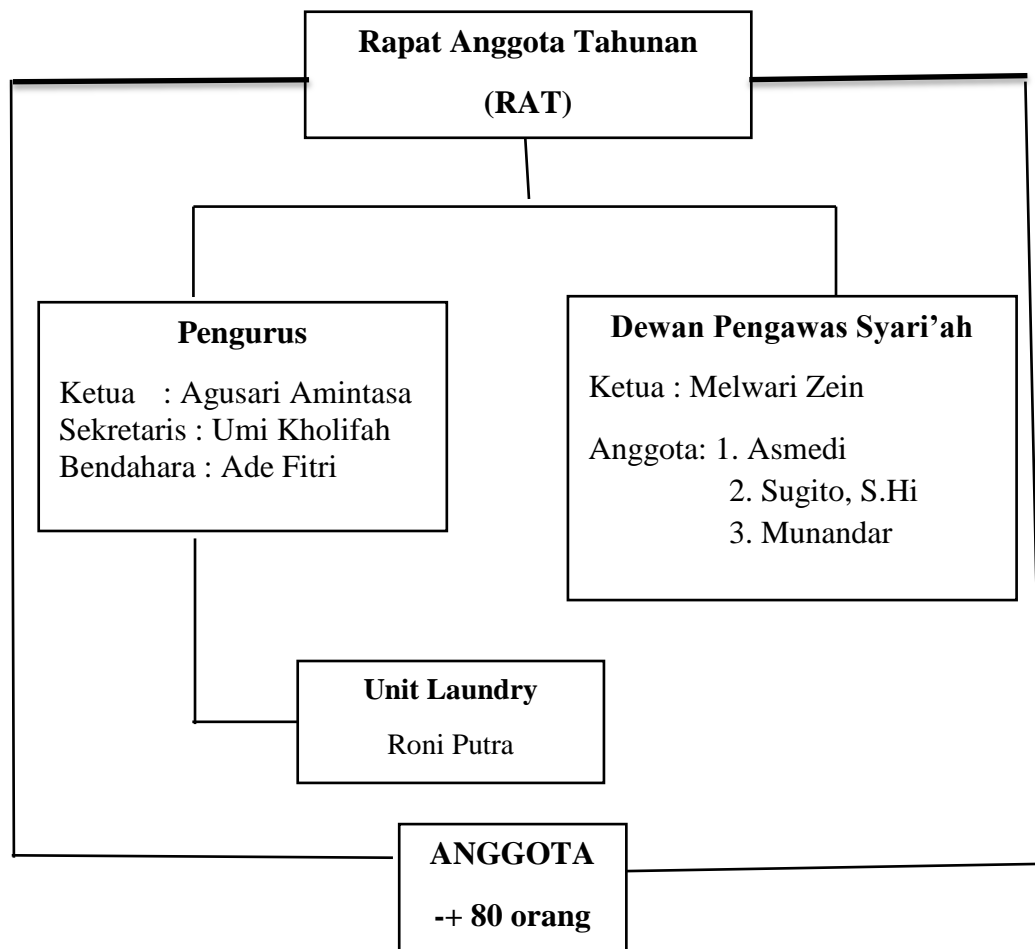 Rapat Anggota Tahunan
(RAT)
Pengurus
Ketua : Agusari Amintasa
Sekretaris : Umi Kholifah
Bendahara : Ade Fitri
Dewan Pengawas Syari’ah
Ketua : Melwari Zein
Anggota: 1. Asmedi
2. Sugito, S.Hi
3. Munandar
Unit Laundry
Roni Putra
ANGGOTA
-+ 80 orang